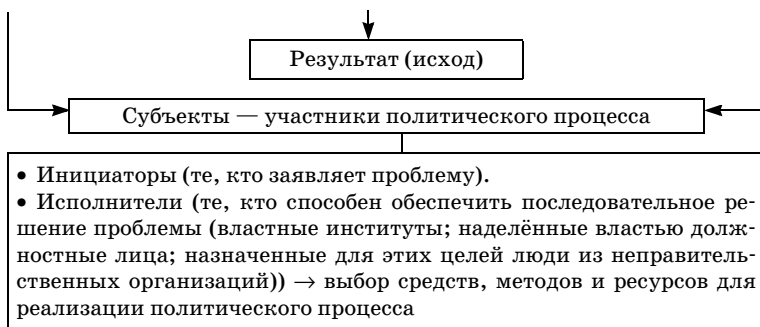 Результат (исход)
Субъекты — участники политического процесса
• Инициаторы (те, кто заявляет проблему).
• Исполнители (те, кто способен обеспечить последовательное ре-
шение проблемы (властные институты; наделённые властью долж-
ностные лица; назначенные для этих целей люди из неправитель-
ственных организаций)) → выбор средств, методов и ресурсов для
реализации политического процесса